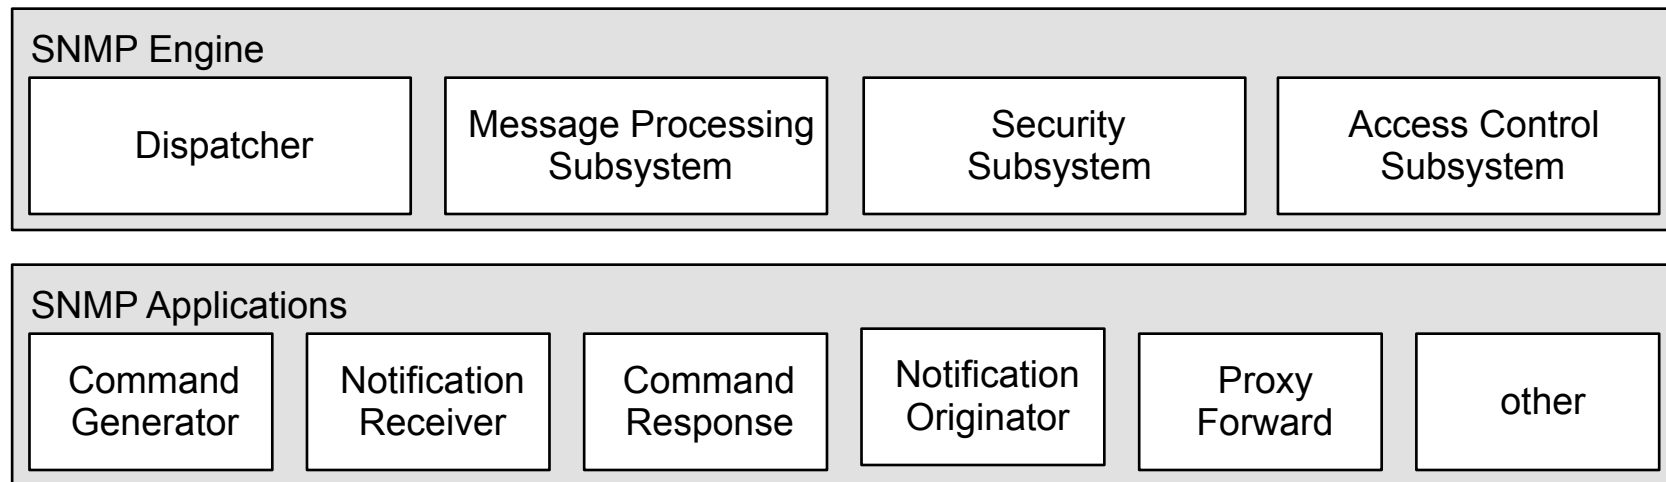 SNMP Engine
Dispatcher
Message Processing
Subsystem
Security
Subsystem
Access Control
Subsystem
SNMP Applications
Command
Generator
Notification
Receiver
Command
Response
Notification
Originator
Proxy
Forward
other